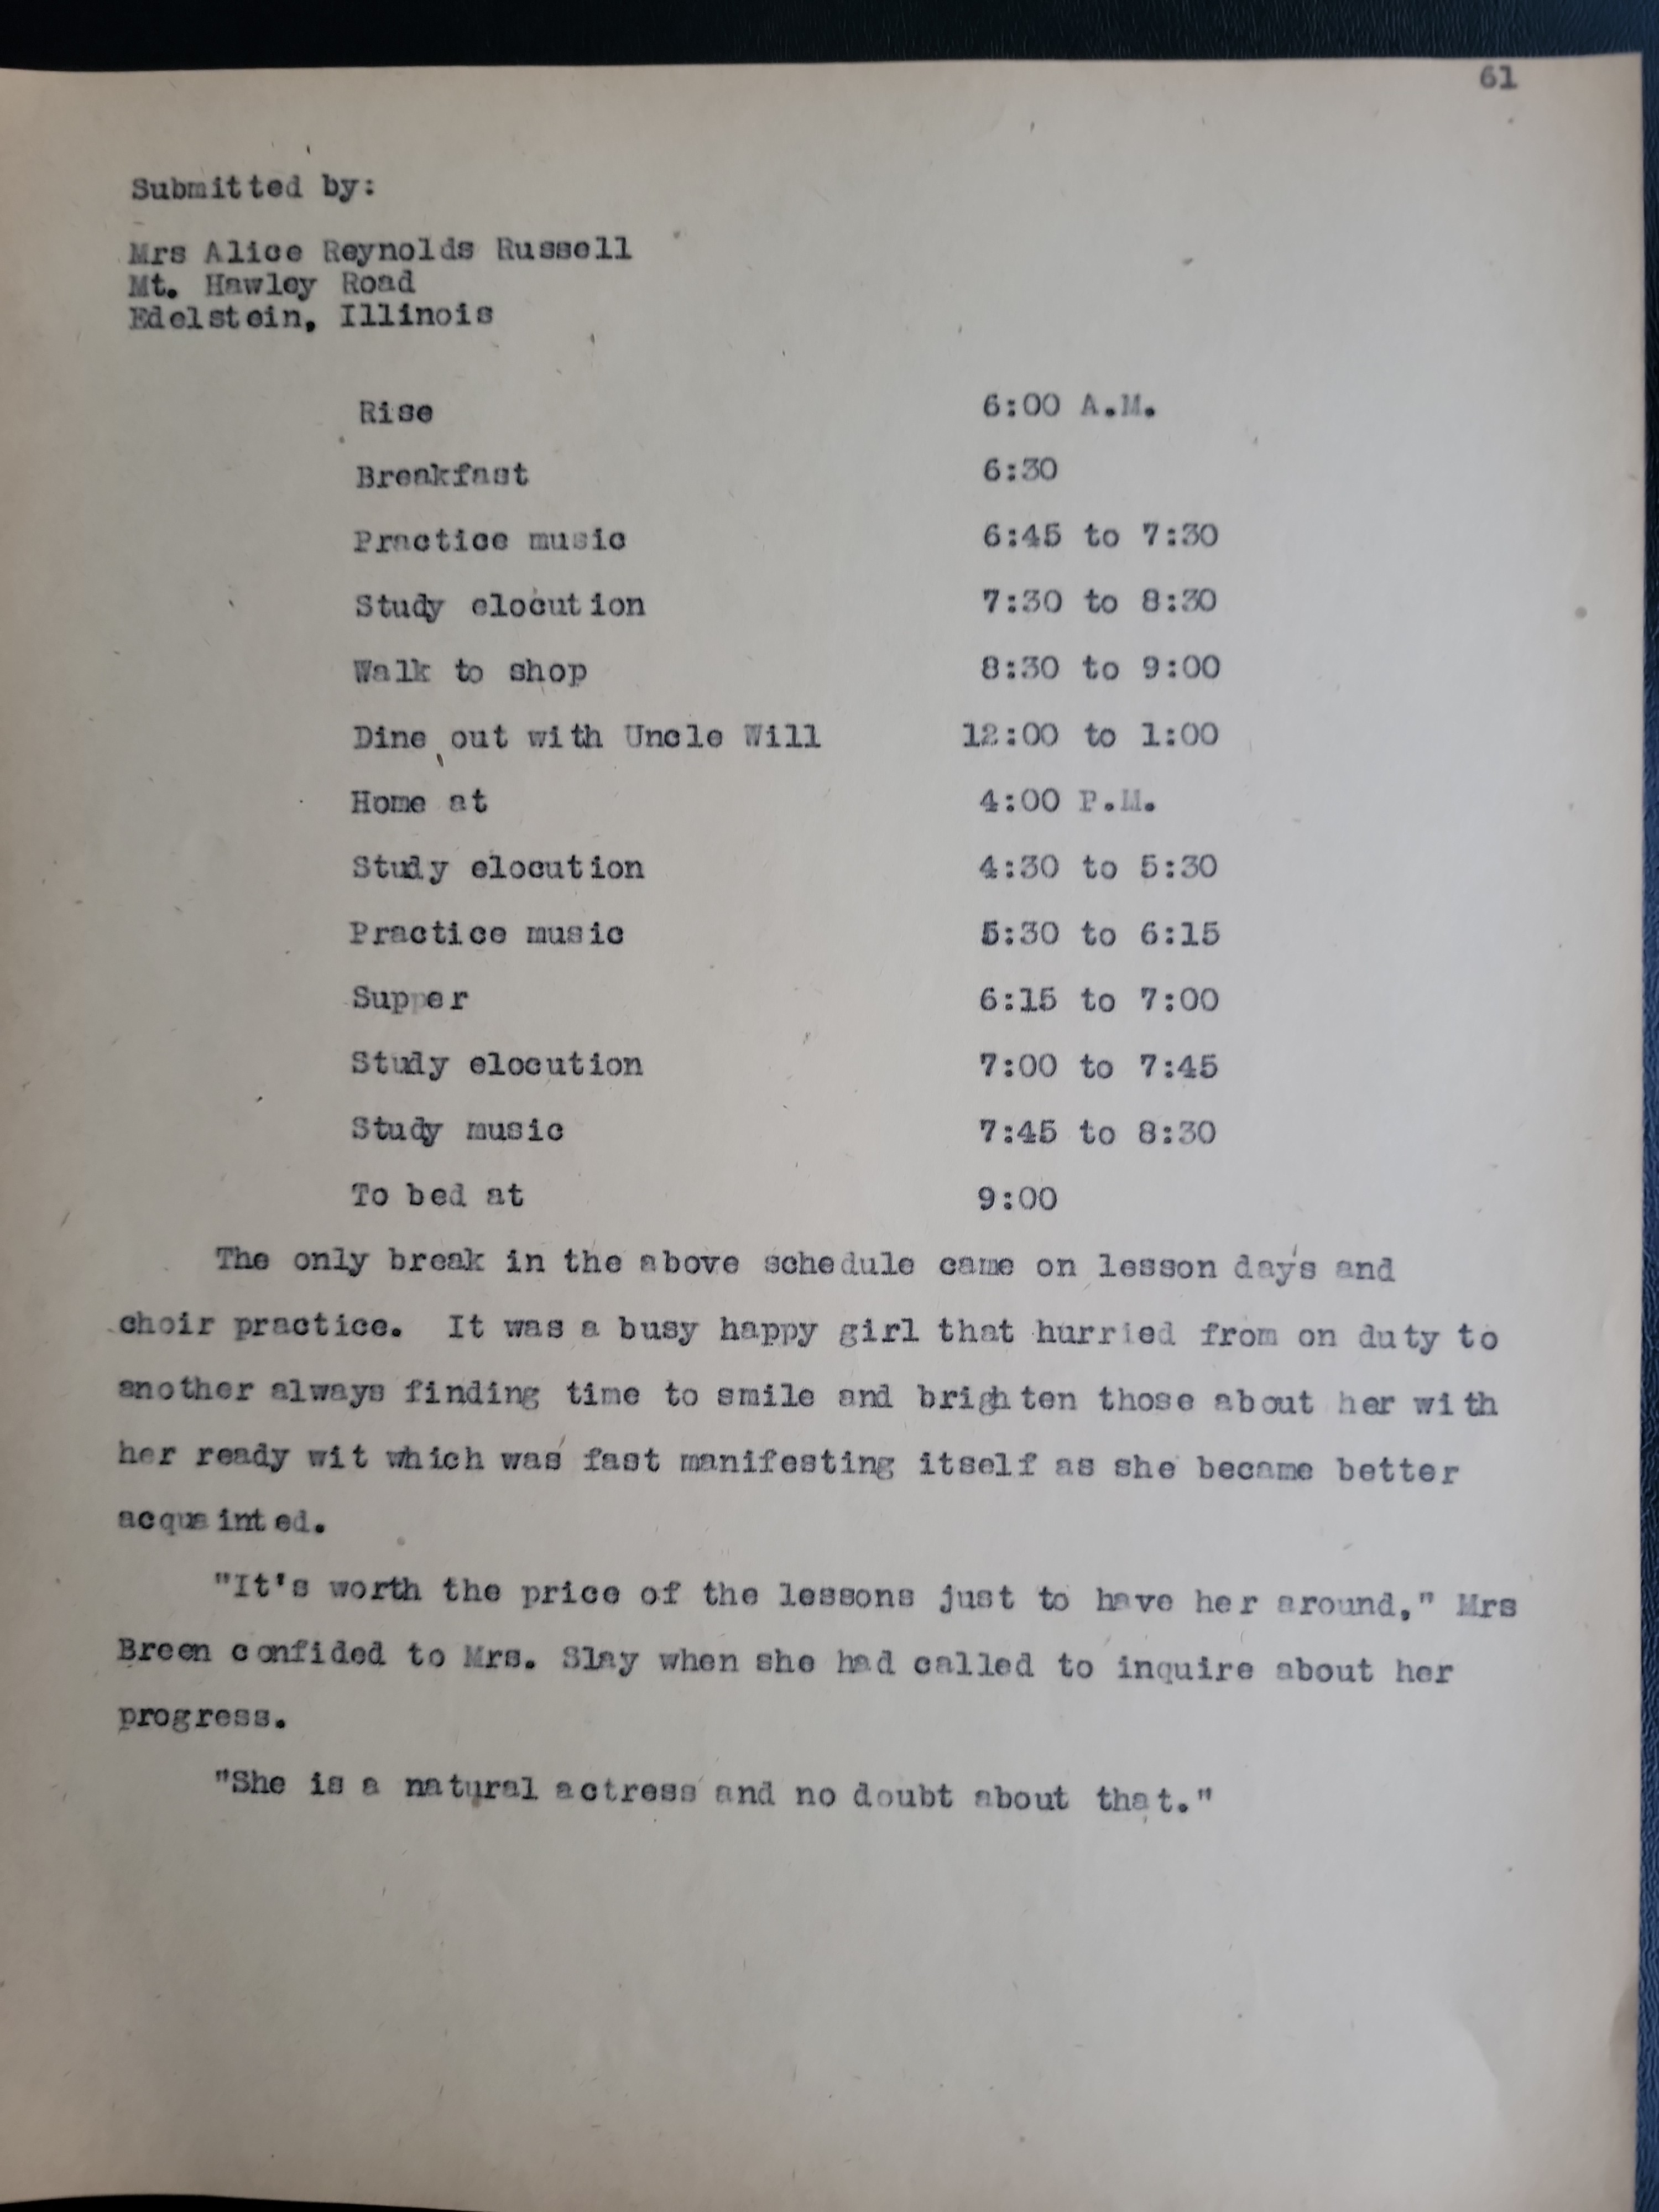 61
Submitted by:
Mrs Alice Reynolds Russell
Mt. Hawley Road
Edelstein, Illinois
Rise 6:00 A.M.
Breakfast 6:30
Practice music 6:45 to 7:30
Study elocution 7:30 to 8:30
Walk to shop 8:30 to 9:00
Dine out with Uncle Will 12:00 to 1:00
Home at 4:00 P.M.
Study elocution 4:30 to 5:30
Practice music 5:30 to 6:15
Supper 6:15 to 7:00
Study elocution 7:00 to 7:45
Study music 7:45 to 8:30
To bed at 9:00
The only break in the above schedule came on lesson days and
choir practice. It was a busy happy girl that hurried from on duty to
another always finding time to smile and brighten those about her with
her ready wit which was fast manifesting itself as she became better
acquainted.
"It's worth the price of the lessons just to have her around," Mrs
Breen confided to Mrs. Slay when she had called to inquire about her
progress.
"She is a natural actress and no doubt about that."